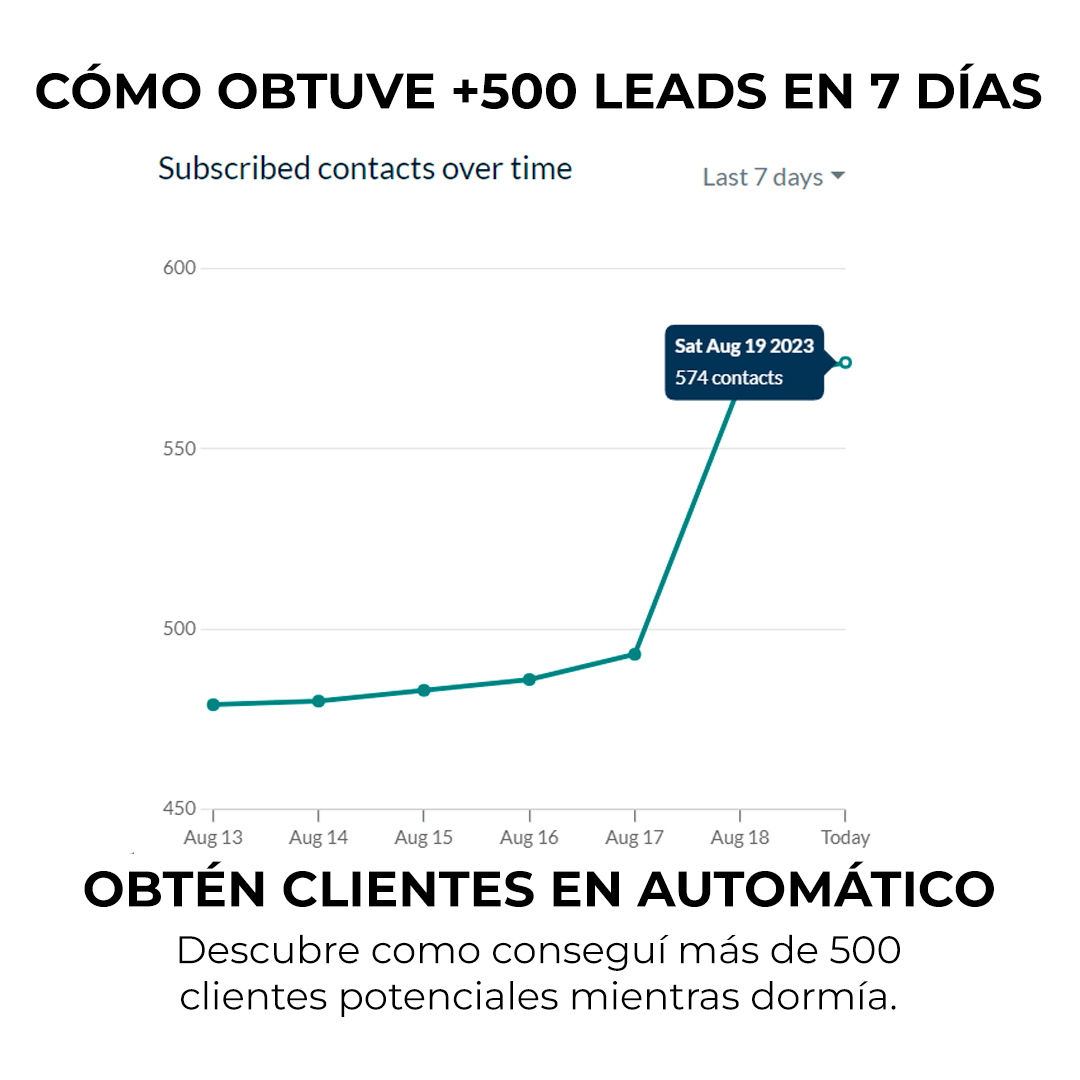 CÓMO OBTUVE +500 LEADS EN 7 DÍAS
Subscribed contacts over time
Last 7 days
600
Sat Aug 19 2023
574 contacts
550
500
450
Aug 13 Aug 14 Aug 15 Aug 16 Aug 17 Aug 18 Today
OBTÉN CLIENTES EN AUTOMÁTICO
Descubre como conseguí más de 500
clientes potenciales mientras dormía.